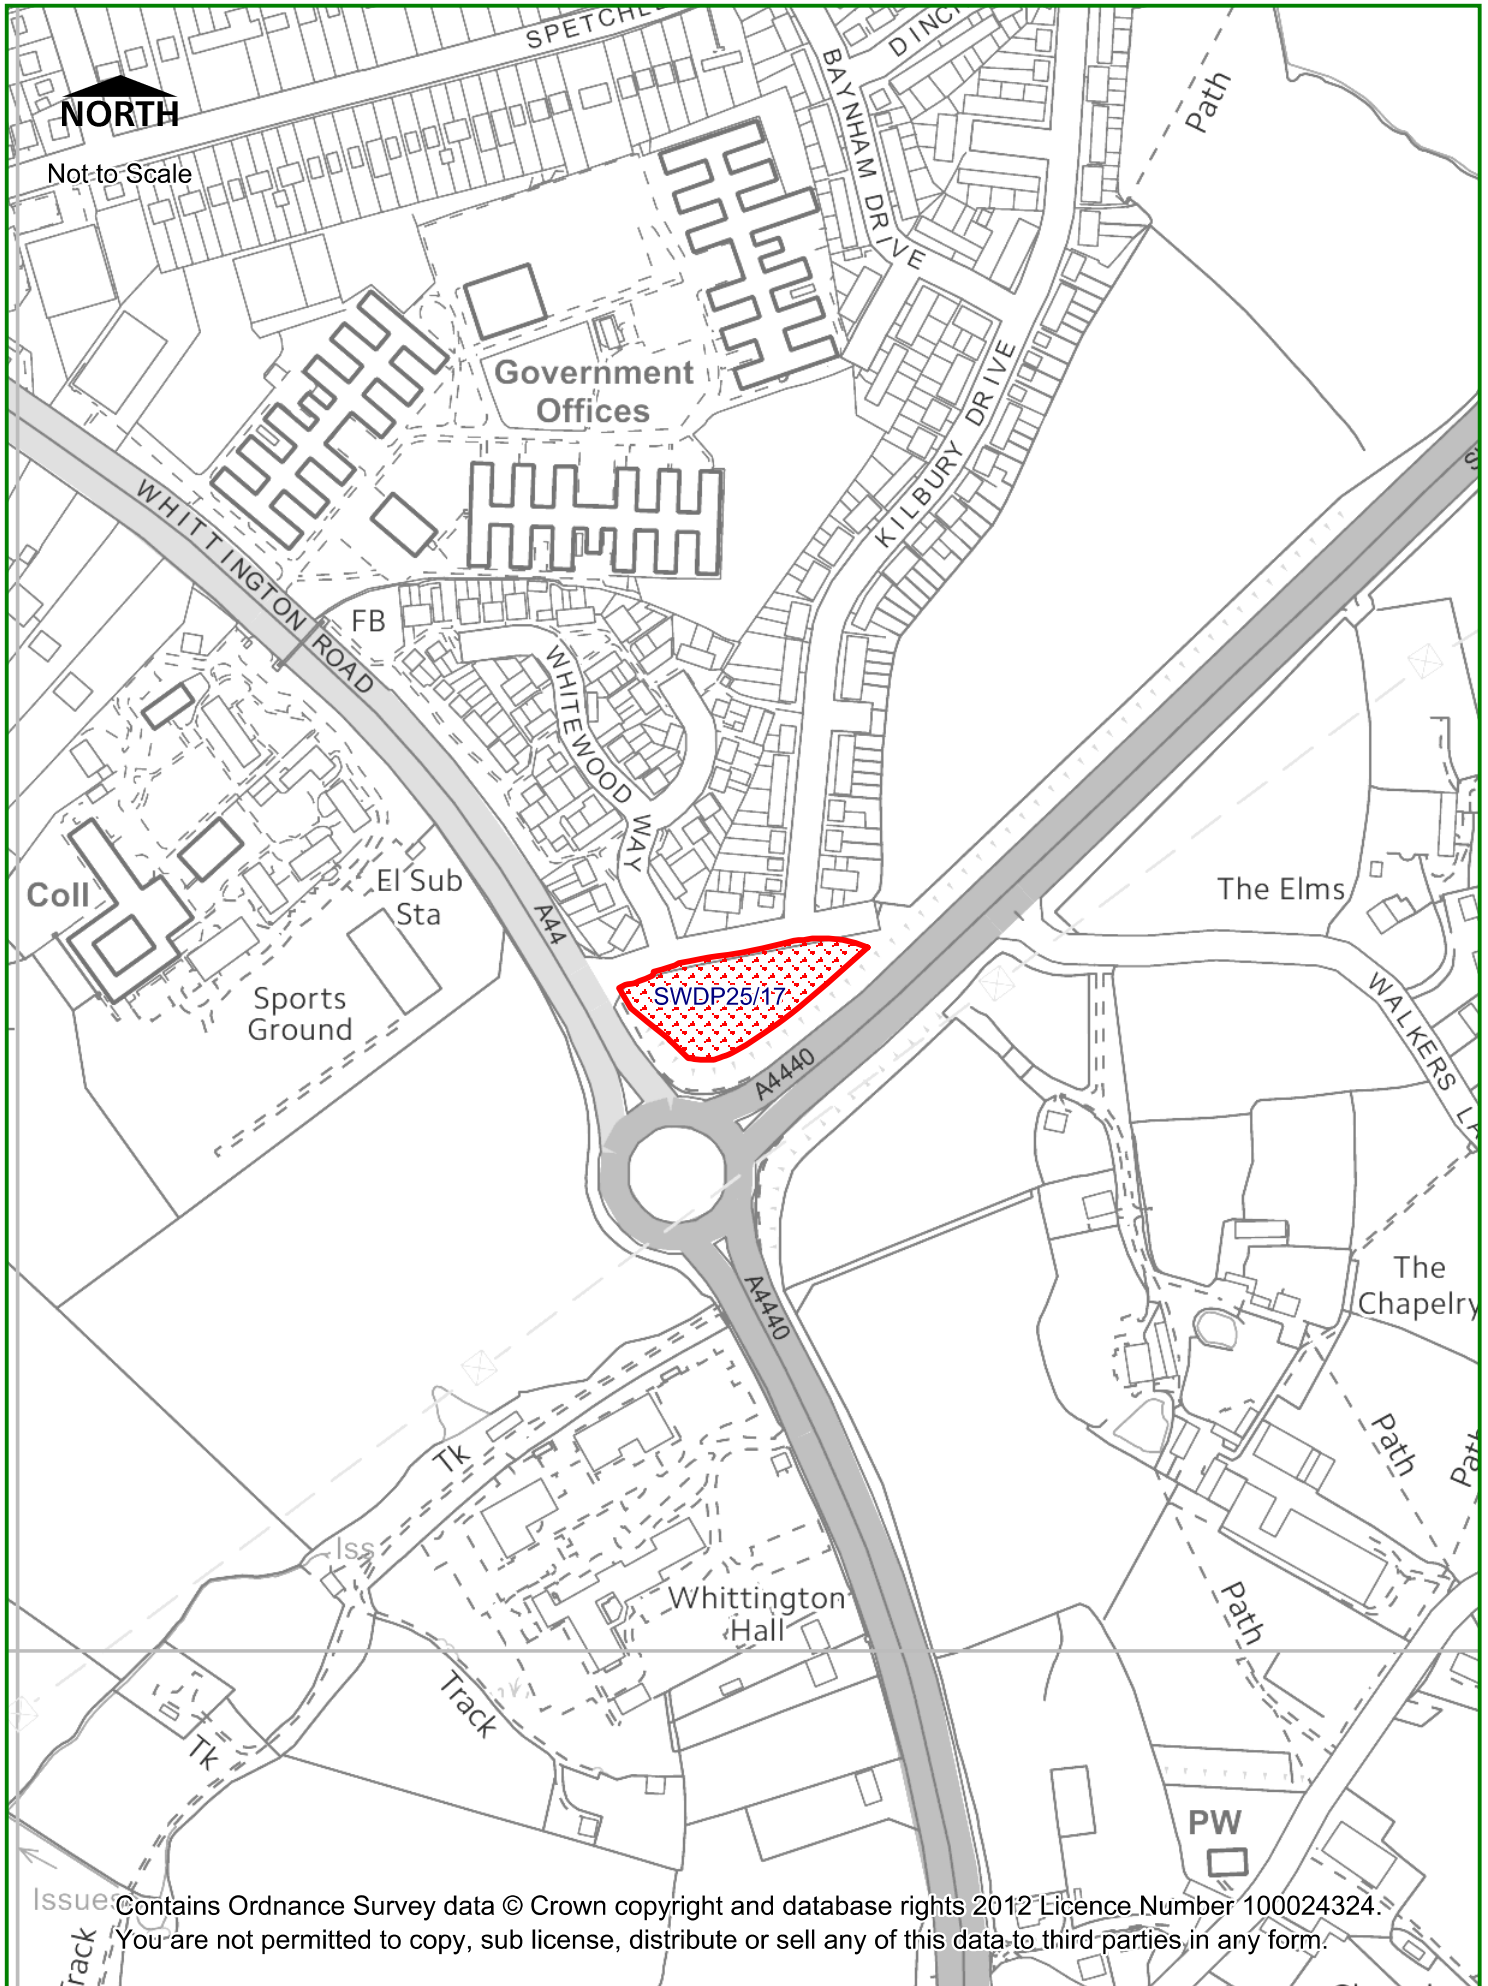 SPETCHL
DINC
BAYNHAM DRIVE
Path
NORTH
Not to Scale
Government
Offices
KILBURY DRIVE
WHITTINGTON ROAD
FB
WHITEWOOD WAY
El Sub
Sta
Coll
A44
The Elms
Sports
Ground
SWDP25/17
WALKERS LA
A4440
The
Chapelry
A4440
Tk
Path
Path
Iss
Whittington
Hall
Path
Track
Tk
PW
Issues
Contains Ordnance Survey data © Crown copyright and database rights 2012 Licence Number 100024324.
You are not permitted to copy, sub license, distribute or sell any of this data to third parties in any form.
rack